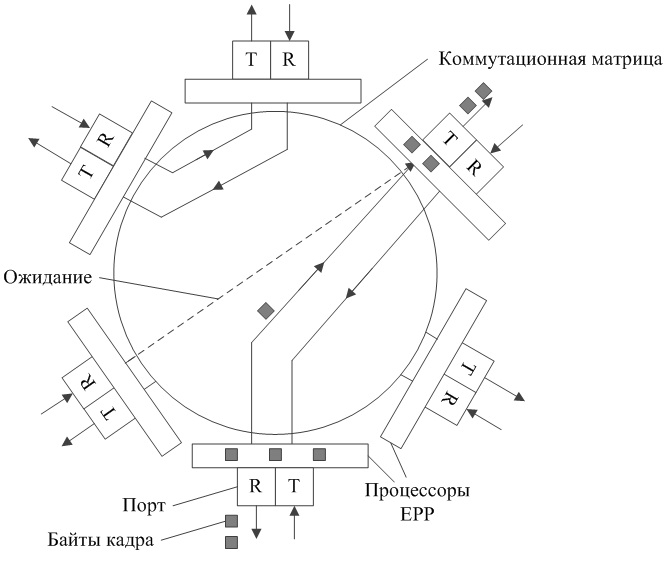 T R
Коммутационная матрица
R
T
T
R
Ожидание
R
T
T
R
R T
Порт
Процессоры
EPP
Байты кадра